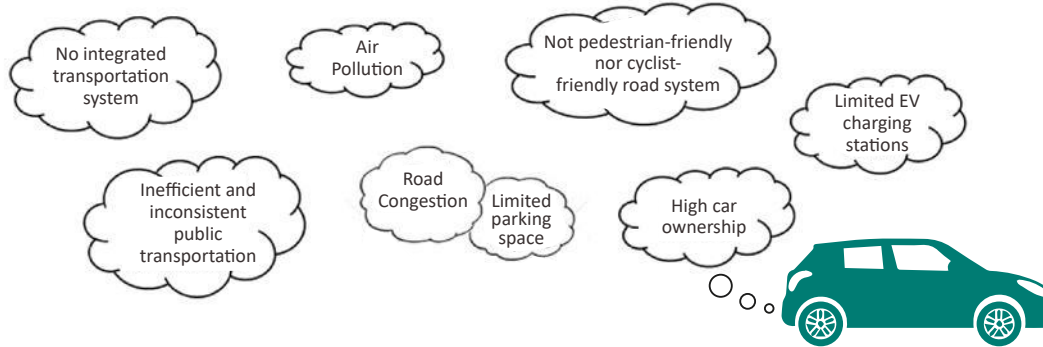 No integrated
transportation
system
Air
Pollution
Not pedestrian-friendly
nor cyclist-
friendly road system
Limited EV
charging
stations
Inefficient and
inconsistent
public
transportation
Road
Congestion
Limited
parking
space
High car
ownership